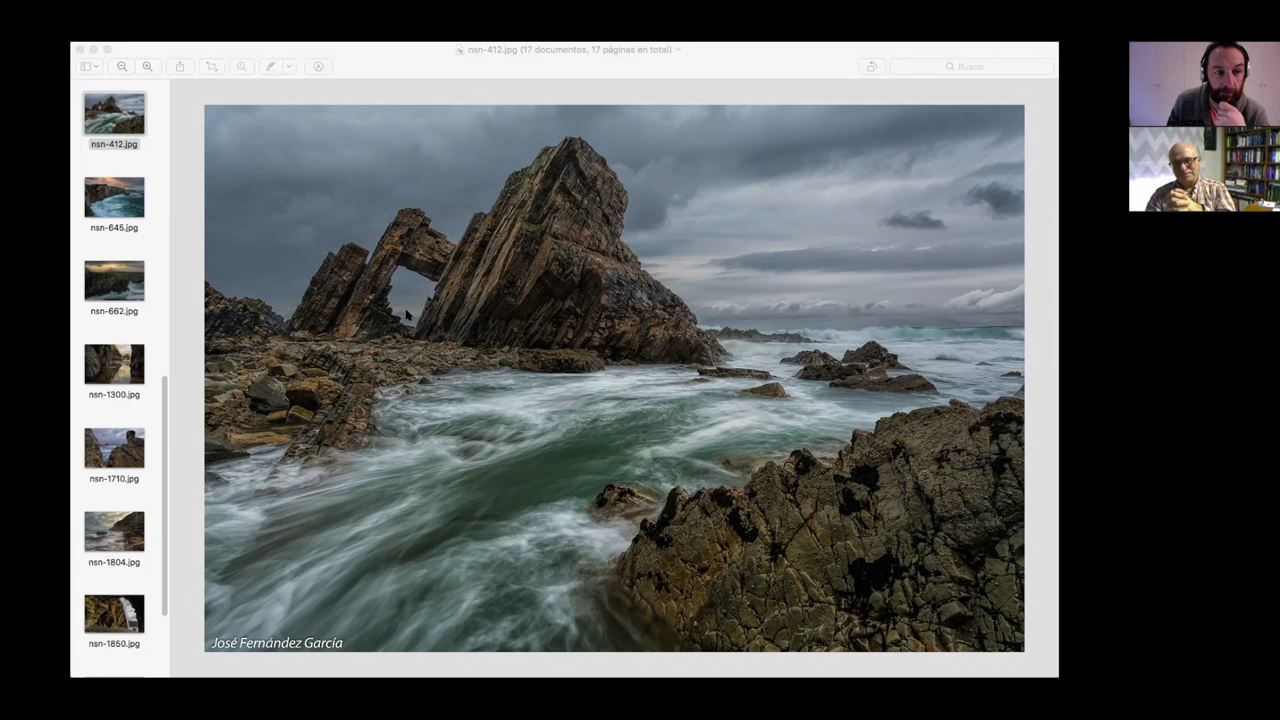 nsn-412.jpg (17 documentos, 17 páginas en total)
Buscar
nsn-412.jpg
nsn-645.jpg
nsn-662.jpg
nsn-1300.jpg
nsn-1710.jpg
nsn-1804.jpg
nsn-1850.jpg
José Fernández García